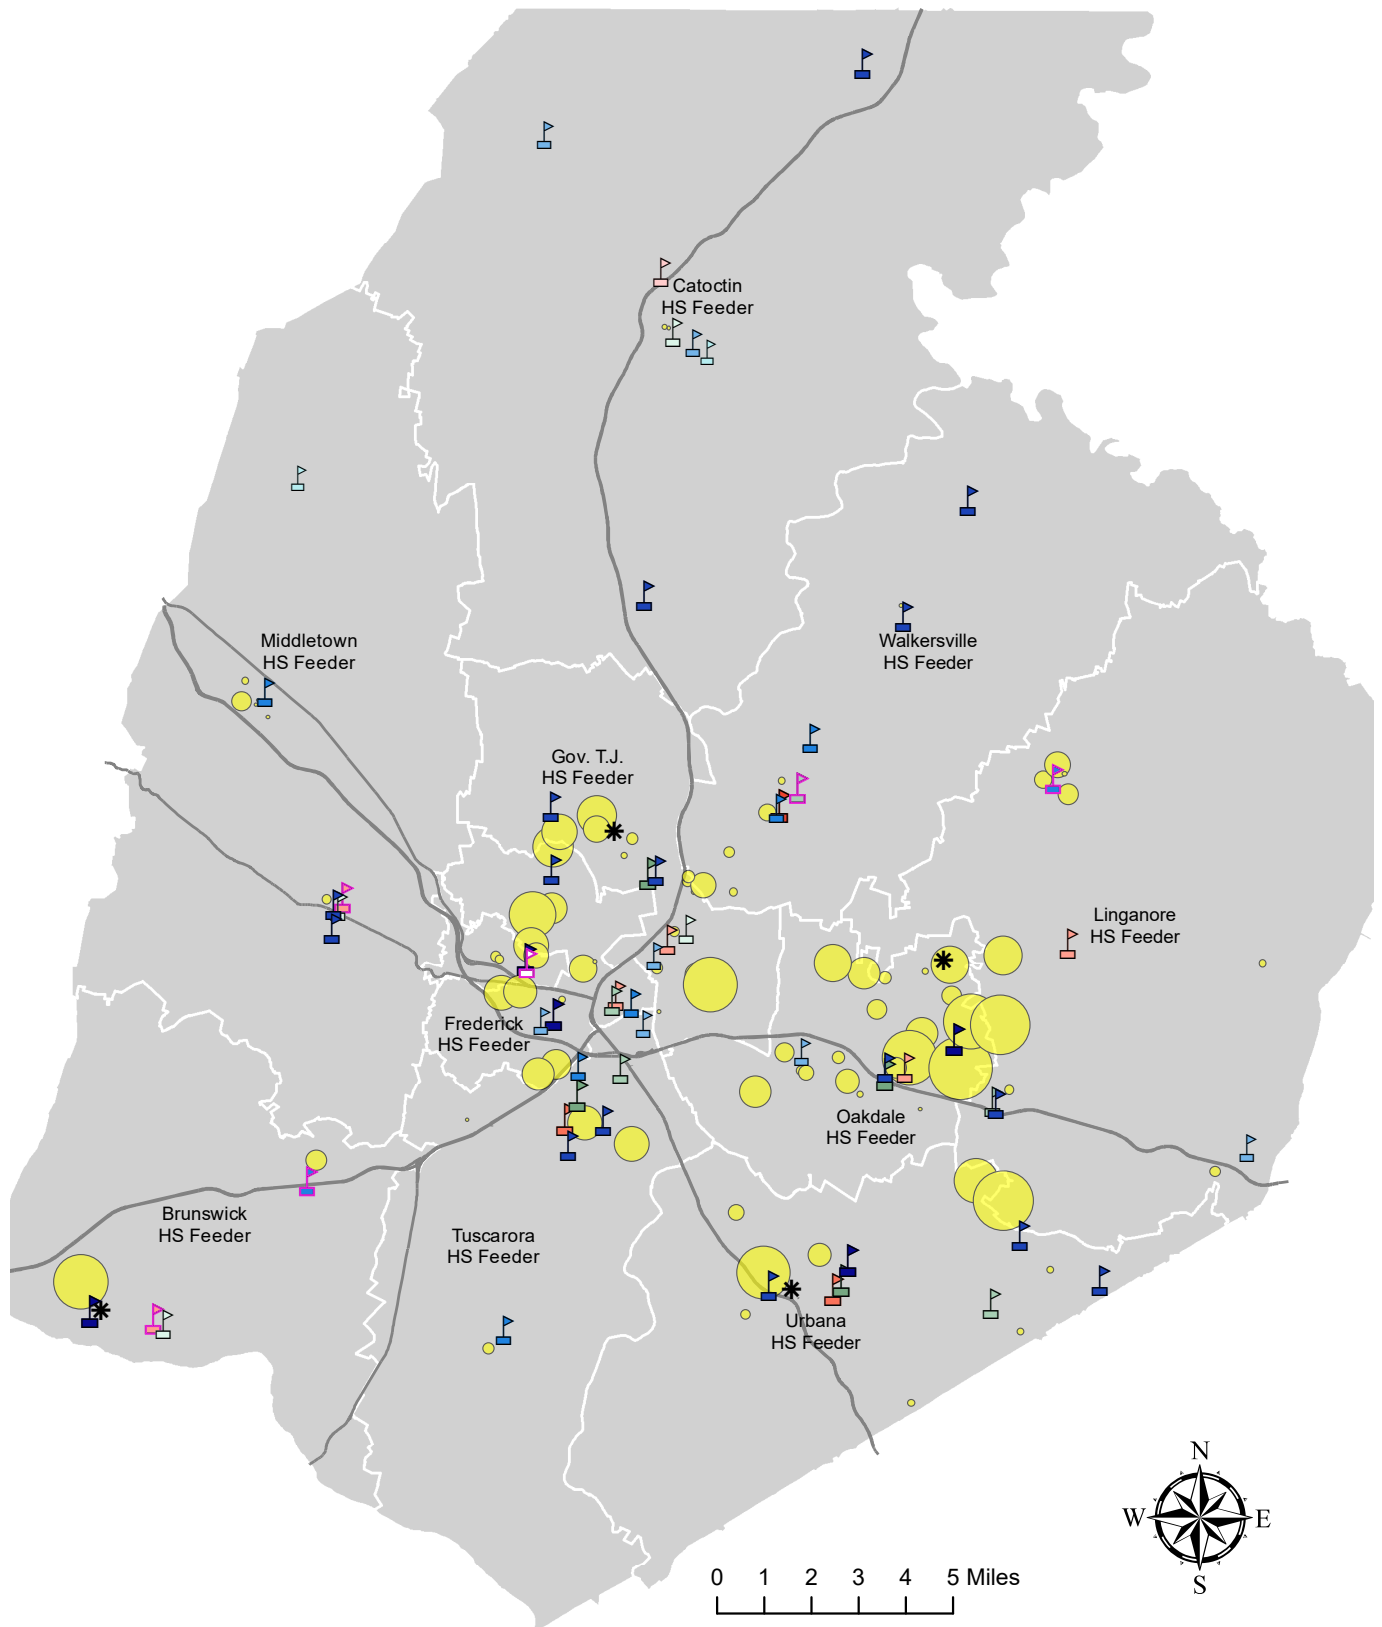 Catoctin
HS Feeder
Middletown
HS Feeder
Walkersville
HS Feeder
Gov. T.J.
HS Feeder
Linganore
HS Feeder
Frederick
HS Feeder
Oakdale
HS Feeder
Brunswick
HS Feeder
Tuscarora
HS Feeder
Urbana
HS Feeder
N
W E
S
0 1 2 3 4 5 Miles